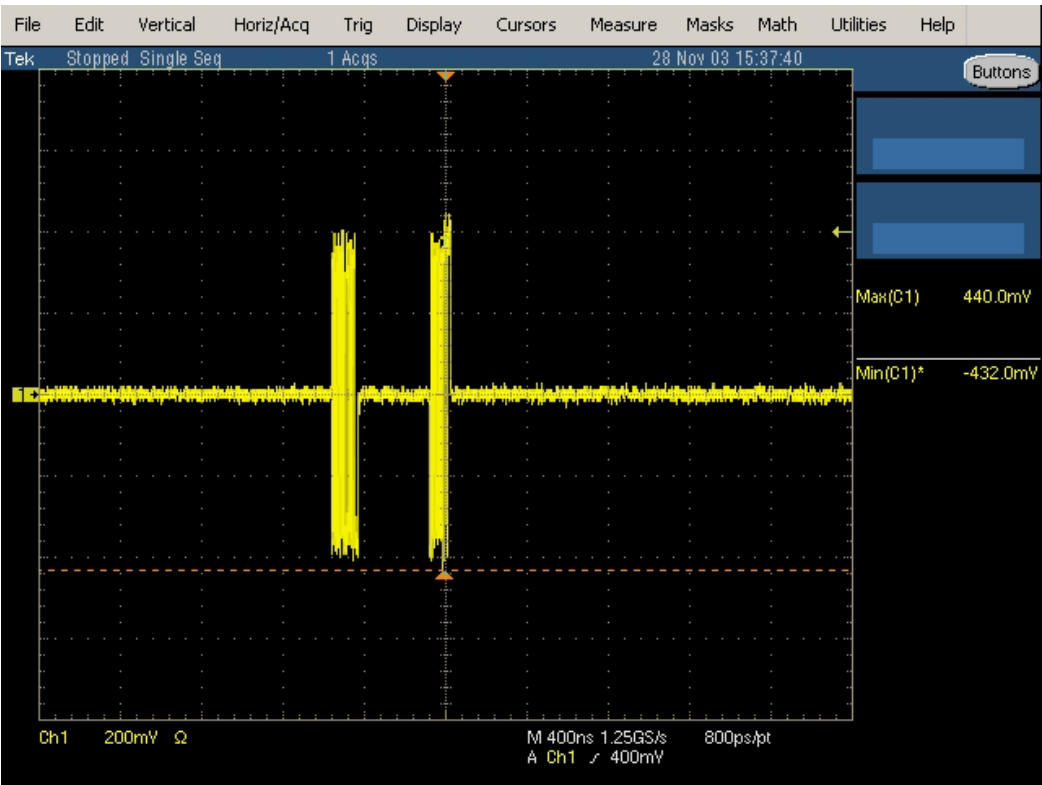 File Edit Vertical Horiz/Acq Trig Display Cursors Measure Masks Math Utilities Help
Tek Stopped Single Seq 1 Acqs 28 Nov 03 15:37:40
Buttons
Max(C1) 440.0mV
Min(C1)* -432.0mV
1
Ch1 200mV Ω M 400ns 1.25GS/s 800ps/pt
A Ch1 ⁄ 400mV